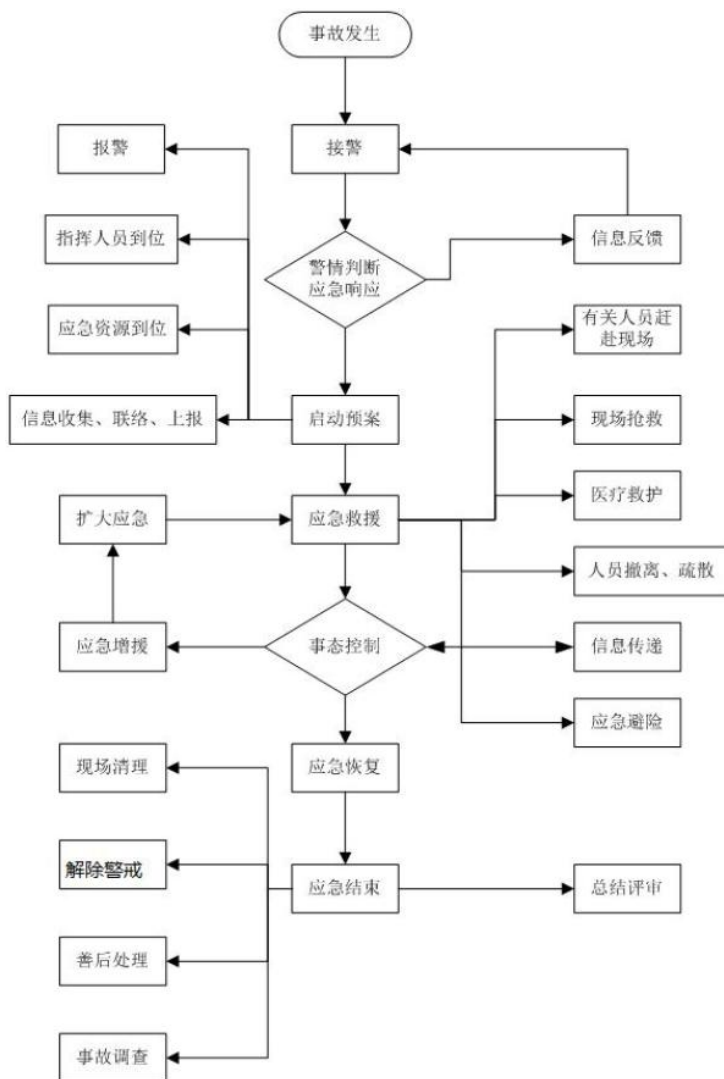 事故发生
报警
接警
指挥人员到位
警情判断
应急响应
信息反馈
应急资源到位
有关人员赶
赴现场
信息收集、联络、上报
启动预案
现场抢救
扩大应急
应急救援
医疗救护
人员撤离、疏散
应急增援
事态控制
信息传递
应急避险
现场清理
应急恢复
解除警戒
应急结束
总结评审
善后处理
事故调查